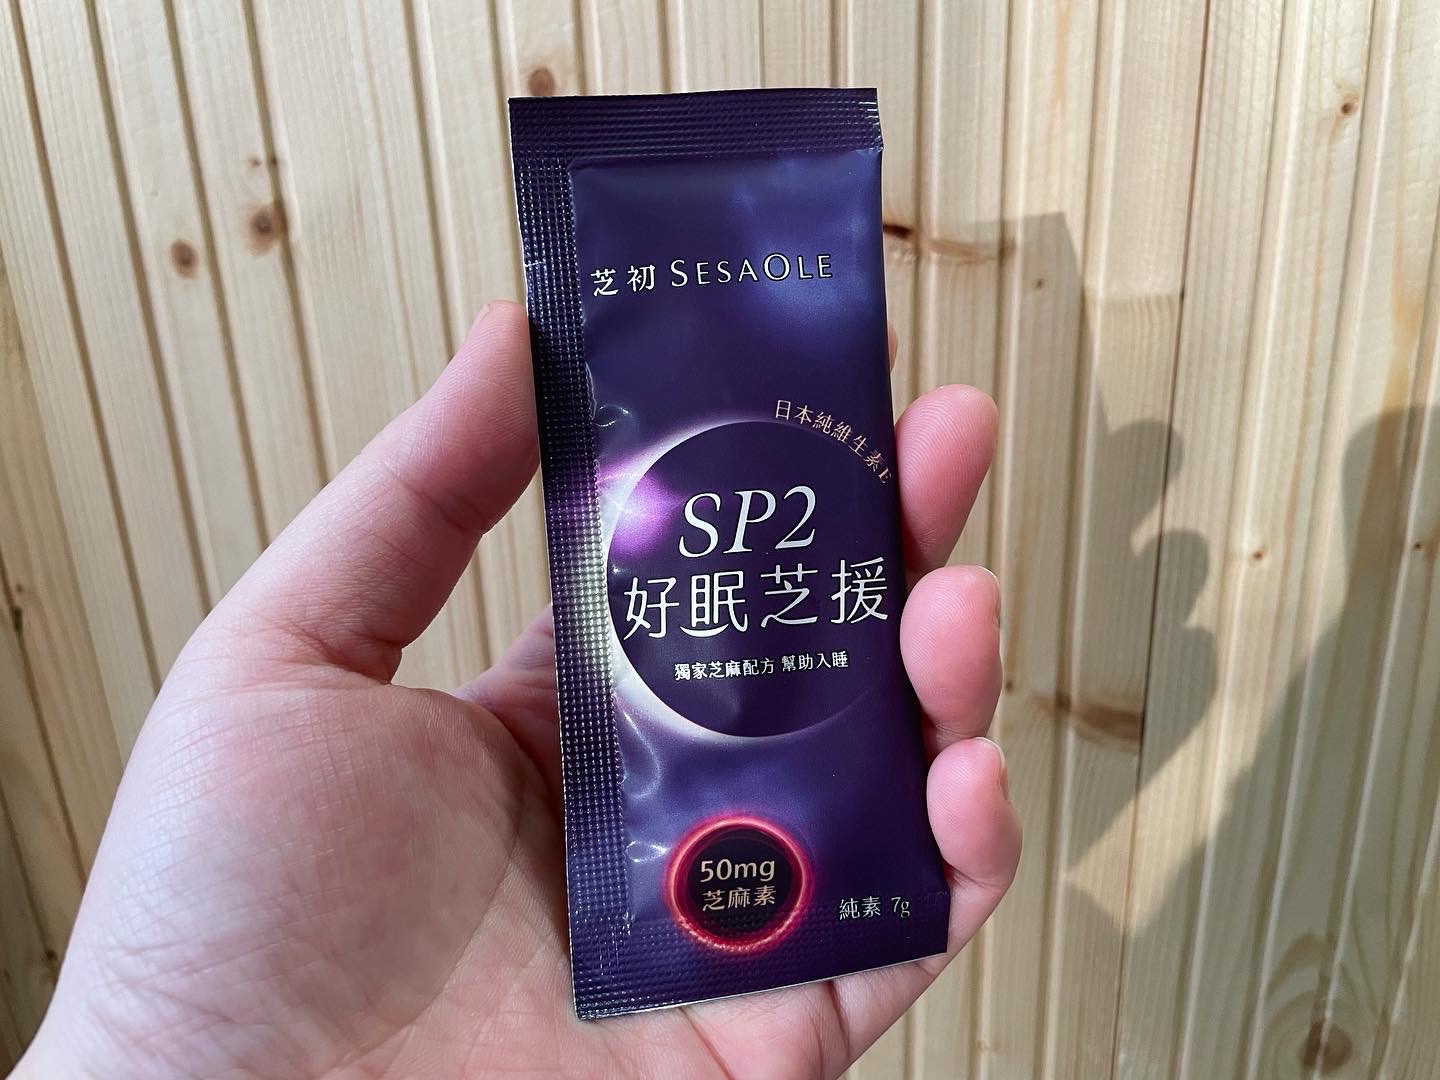 芝初 SESAOLE
日本純維生素E
SP2
好眠芝援
獨家芝麻配方 幫助入睡
50mg
芝麻素
純素 7g